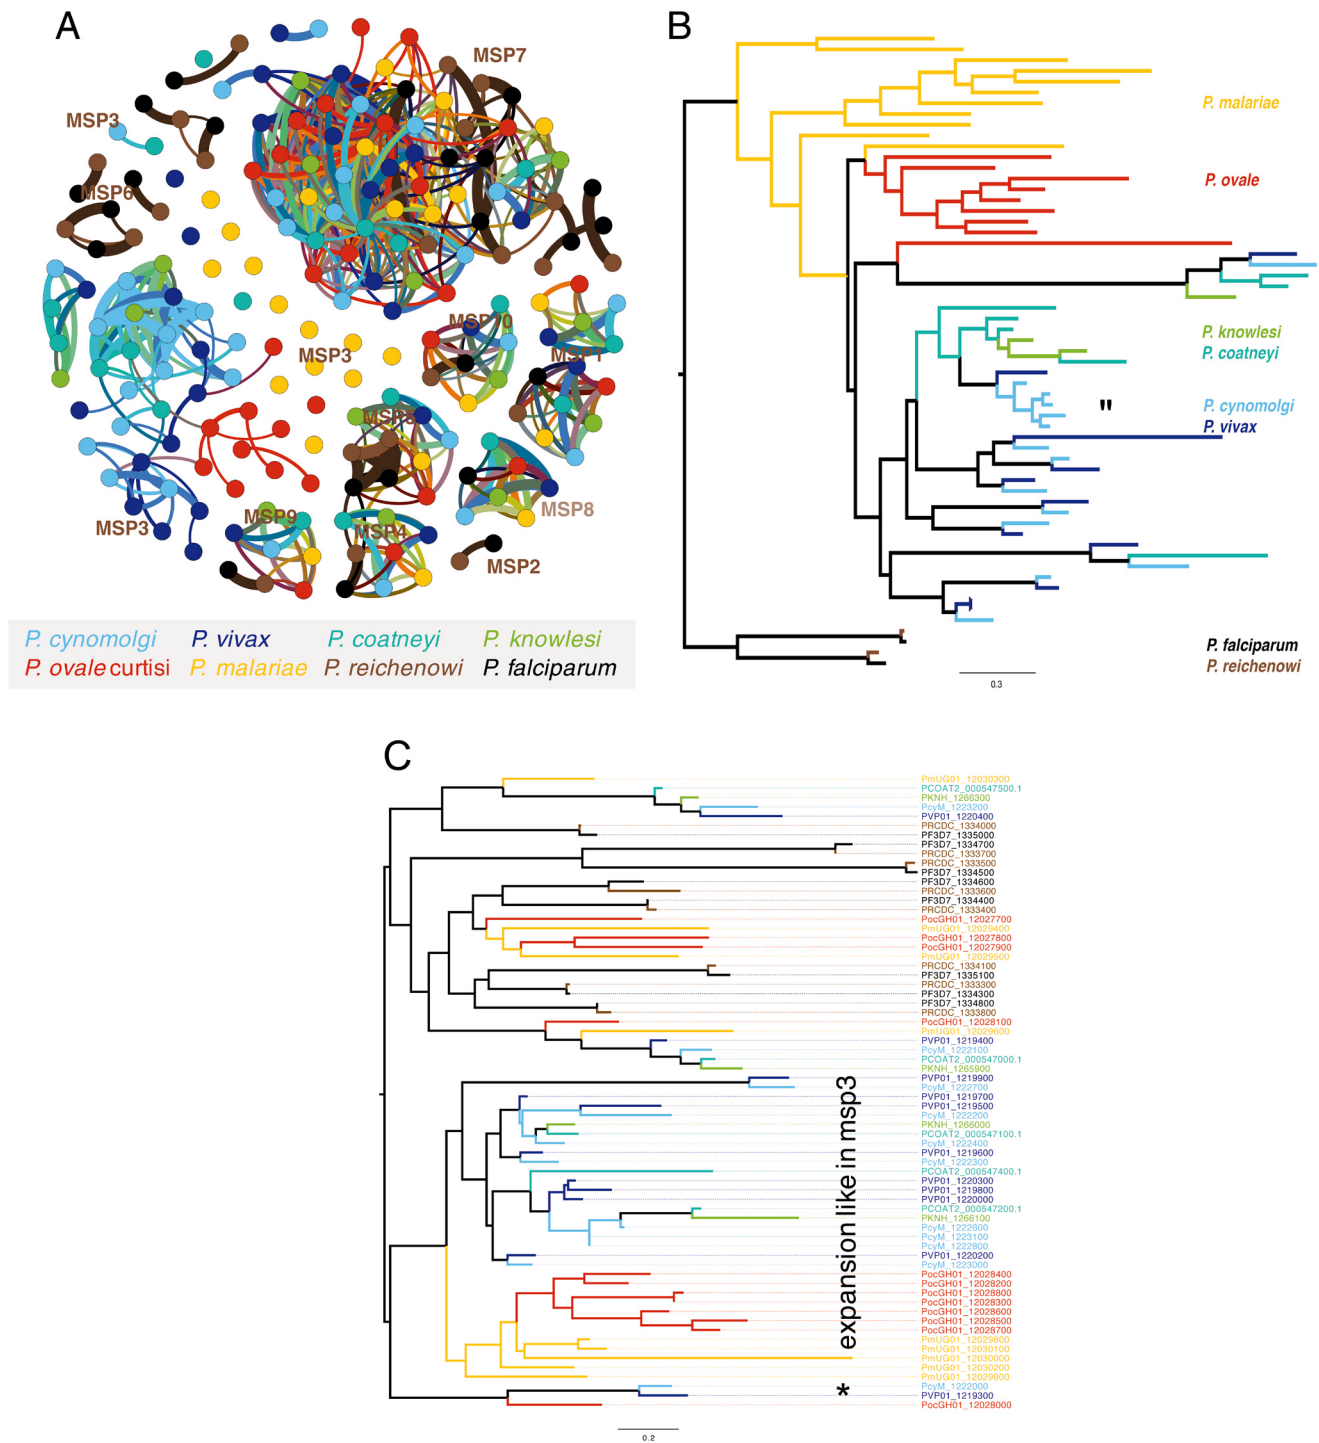 A
MSP7
MSP3
MSP6
MSP10
MSP1
MSP3
MSP5
MSP8
MSP3
MSP9
MSP4
MSP2
P. cynomolgi P. vivax P. coatneyi P. knowlesi
P. ovale curtisi P. malariae P. reichenowi P. falciparum
B
P. malariae
P. ovale
P. knowlesi
P. coatneyi
P. cynomolgi
"
P. vivax
P. falciparum
P. reichenowi
0.3
C
PmUG01_12030300
PCOAT2_000547500.1
PKNH_1266300
PcyM_1223200
PVP01_1220400
PRCDC_1334000
PF3D7_1335000
PF3D7_1334700
PRCDC_1333700
PRCDC_1333500
PF3D7_1334500
PF3D7_1334600
PRCDC_1333600
PF3D7_1334400
PRCDC_1333400
PocGH01_12027700
PmUG01_12029400
PocGH01_12027800
PocGH01_12027900
PmUG01_12029500
PRCDC_1334100
PF3D7_1335100
PRCDC_1333300
PF3D7_1334300
PF3D7_1334800
PRCDC_1333800
PocGH01_12028100
PmUG01_12029600
PVP01_1219400
PcyM_1222100
PCOAT2_000547000.1
PKNH_1265900
PVP01_1219900
PcyM_1222700
PVP01_1219700
PVP01_1219500
PcyM_1222200
PKNH_1266000
PCOAT2_000547100.1
PcyM_1222400
PVP01_1219600
PcyM_1222300
PCOAT2_000547400.1
PVP01_1220300
PVP01_1219800
PVP01_1220000
PCOAT2_000547200.1
PKNH_1266100
PcyM_1222600
PcyM_1223100
PcyM_1222800
PVP01_1220200
PcyM_1223000
PocGH01_12028400
PocGH01_12028200
PocGH01_12028800
PocGH01_12028300
PocGH01_12028600
PocGH01_12028500
PocGH01_12028700
PmUG01_12029800
PmUG01_12030100
PmUG01_12030000
PmUG01_12030200
PmUG01_12029900
PcyM_1222000
PVP01_1219300
PocGH01_12028000
expansion like in msp3
*
0.2